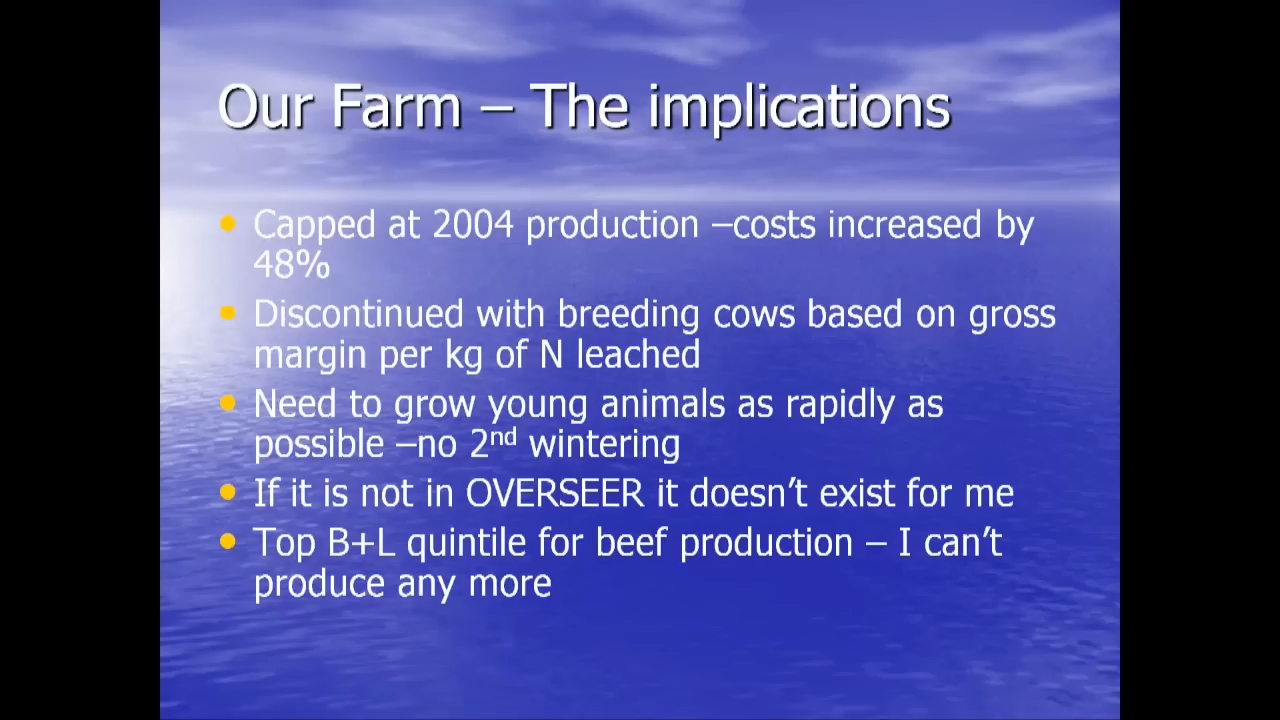 Our Farm – The implications
• Capped at 2004 production –costs increased by
48%
• Discontinued with breeding cows based on gross
margin per kg of N leached
• Need to grow young animals as rapidly as
possible –no 2nd wintering
• If it is not in OVERSEER it doesn’t exist for me
• Top B+L quintile for beef production – I can’t
produce any more